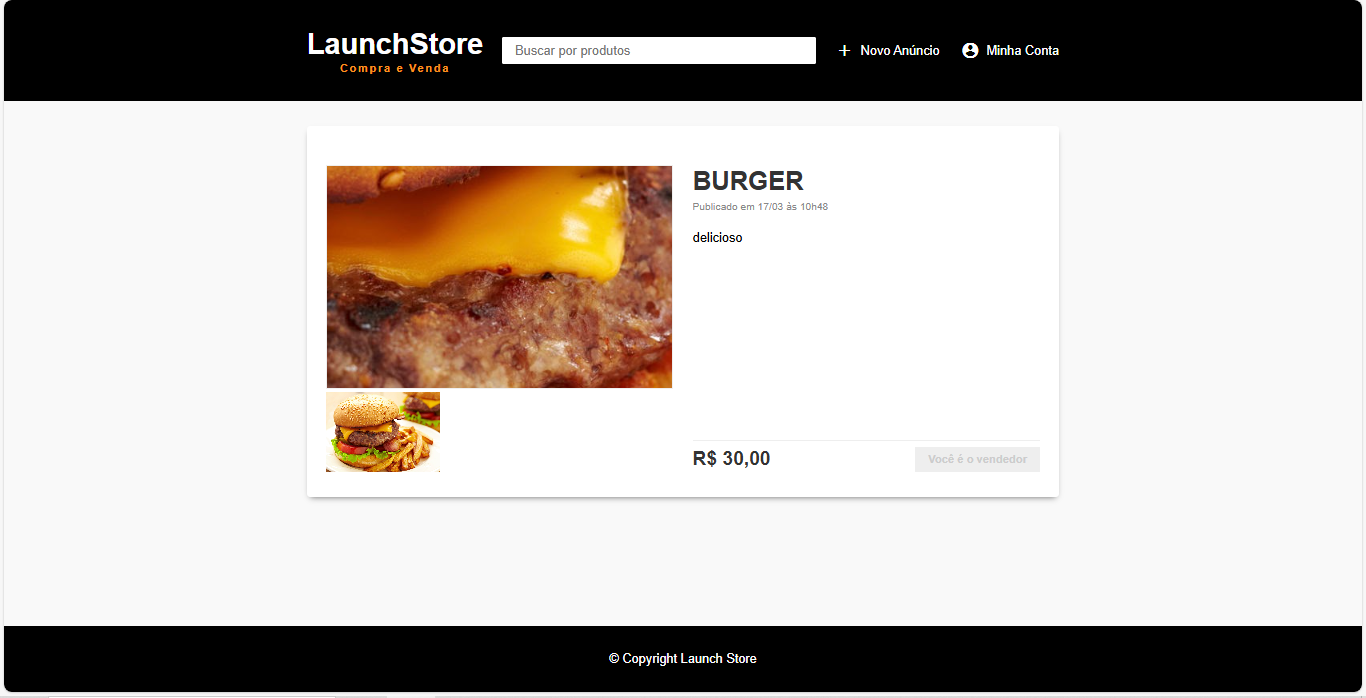 LaunchStore
Compra e Venda
Buscar por produtos
Novo Anúncio
Minha Conta
BURGER
Publicado em 17/03 às 10h48
delicioso
R$ 30,00
Você é o vendedor
© Copyright Launch Store